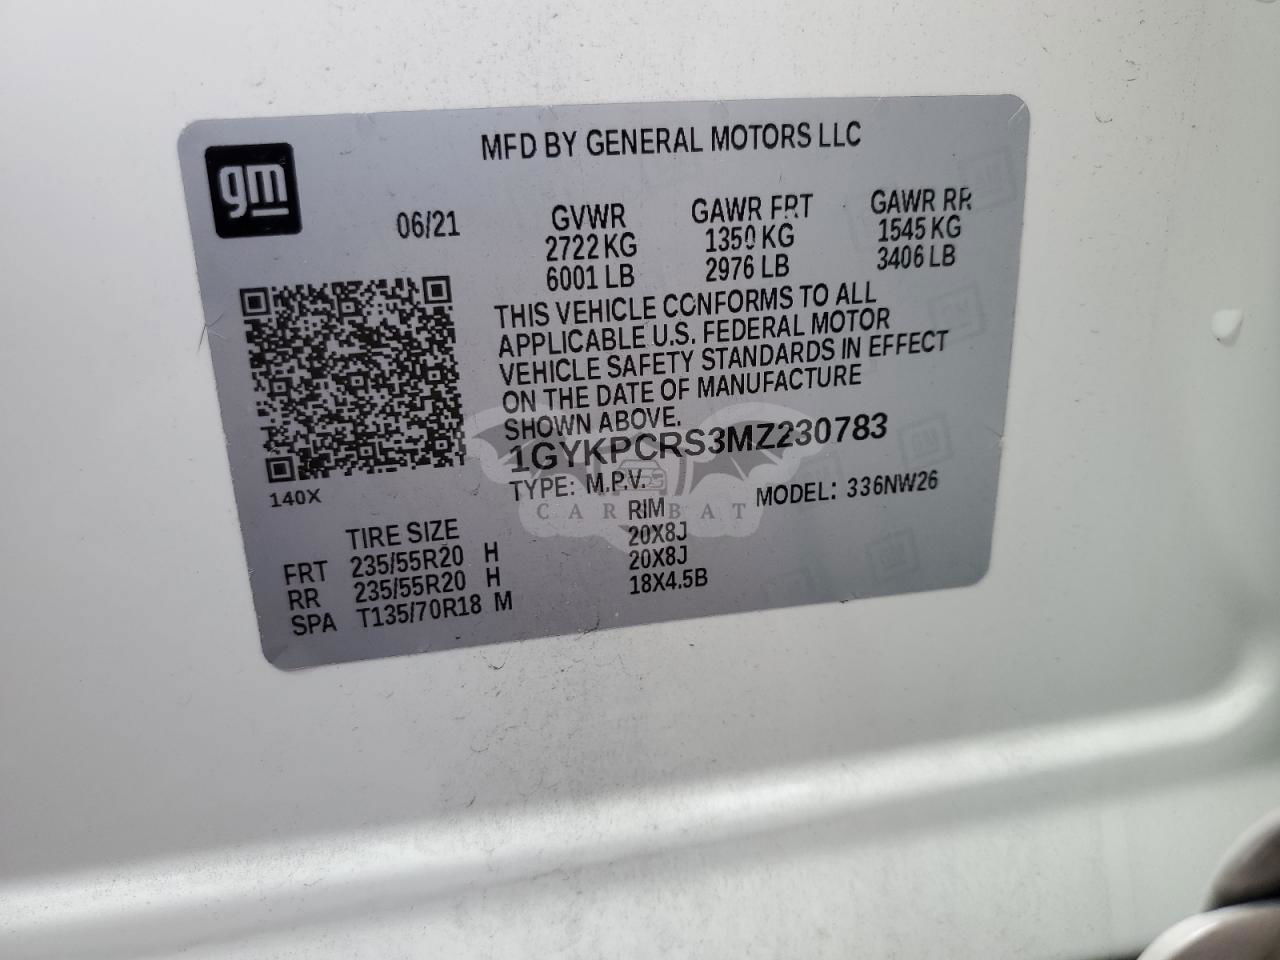 gm
MFD BY GENERAL MOTORS LLC
06/21
GVWR GAWR FRT GAWR RR
2722 KG 1350 KG 1545 KG
6001 LB 2976 LB 3406 LB
THIS VEHICLE CONFORMS TO ALL
APPLICABLE U.S. FEDERAL MOTOR
VEHICLE SAFETY STANDARDS IN EFFECT
ON THE DATE OF MANUFACTURE
SHOWN ABOVE.
1GYKPCRS3MZ230783
140X
TYPE: M.P.V. MODEL: 336NW26
CAR BAT
TIRE SIZE RIM
FRT 235/55R20 H 20X8J
RR 235/55R20 H 20X8J
SPA T135/70R18 M 18X4.5B